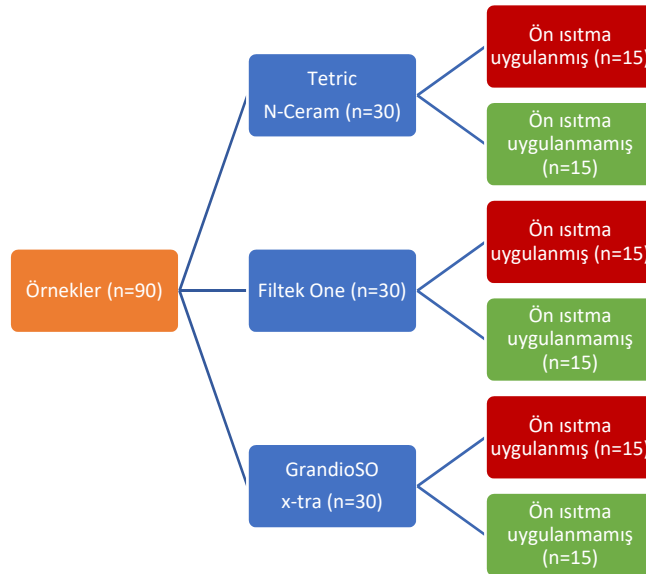 Örnekler (n=90)
Tetric
N-Ceram (n=30)
Ön ısıtma
uygulanmış (n=15)
Ön ısıtma
uygulanmamış
(n=15)
Filtek One (n=30)
Ön ısıtma
uygulanmış (n=15)
Ön ısıtma
uygulanmamış
(n=15)
GrandioSO
x-tra (n=30)
Ön ısıtma
uygulanmış (n=15)
Ön ısıtma
uygulanmamış
(n=15)